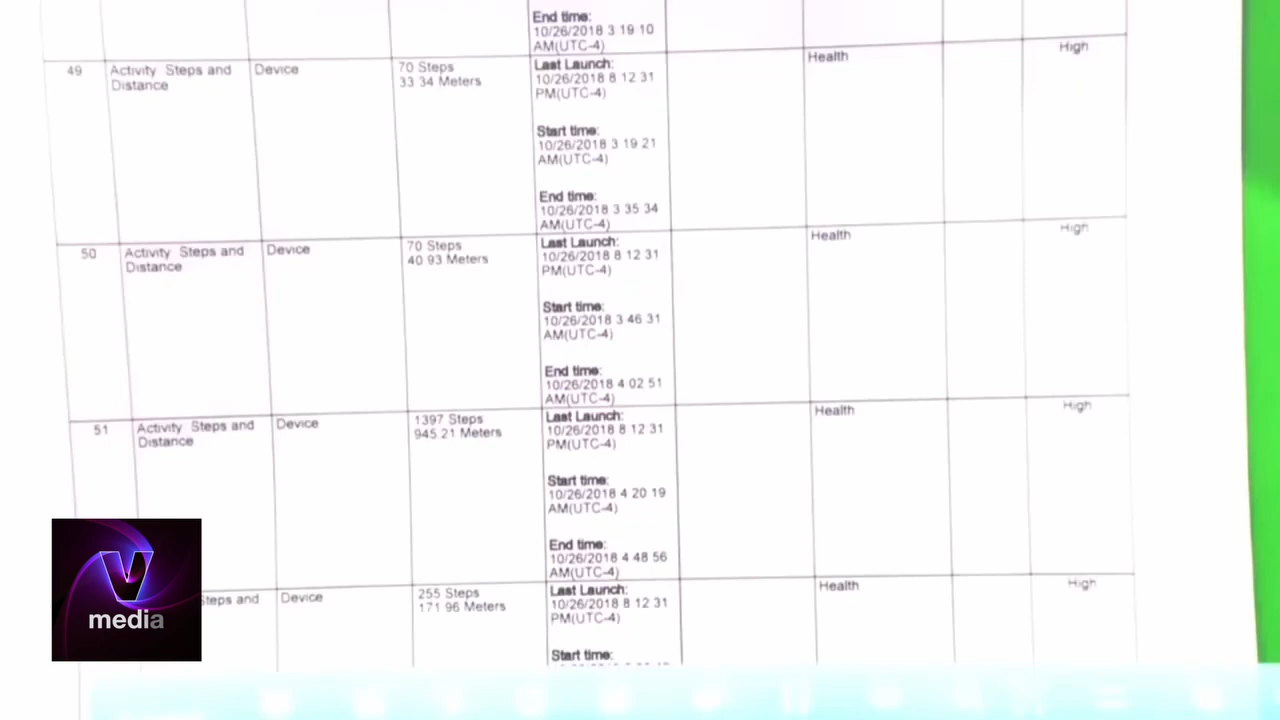 End time:
10/26/2018 3 19 10
AM(UTC-4)
49
Activity Steps and
Distance
Device
70 Steps
33 34 Meters
Last Launch:
10/26/2018 8 12 31
PM(UTC-4)
Start time:
10/26/2018 3 19 21
AM(UTC-4)
End time:
10/26/2018 3 35 34
AM(UTC-4)
Health
High
50
Activity Steps and
Distance
Device
70 Steps
40 93 Meters
Last Launch:
10/26/2018 8 12 31
PM(UTC-4)
Start time:
10/26/2018 3 46 31
AM(UTC-4)
End time:
10/26/2018 4 02 51
AM(UTC-4)
Health
High
51
Activity Steps and
Distance
Device
1397 Steps
945.21 Meters
Last Launch:
10/26/2018 8 12 31
PM(UTC-4)
Start time:
10/26/2018 4 20 19
AM(UTC-4)
End time:
10/26/2018 4 48 56
AM(UTC-4)
Health
High
Steps and
Device
255 Steps
171 96 Meters
Last Launch:
10/26/2018 8 12 31
PM(UTC-4)
Start time:
Health
High
V
media